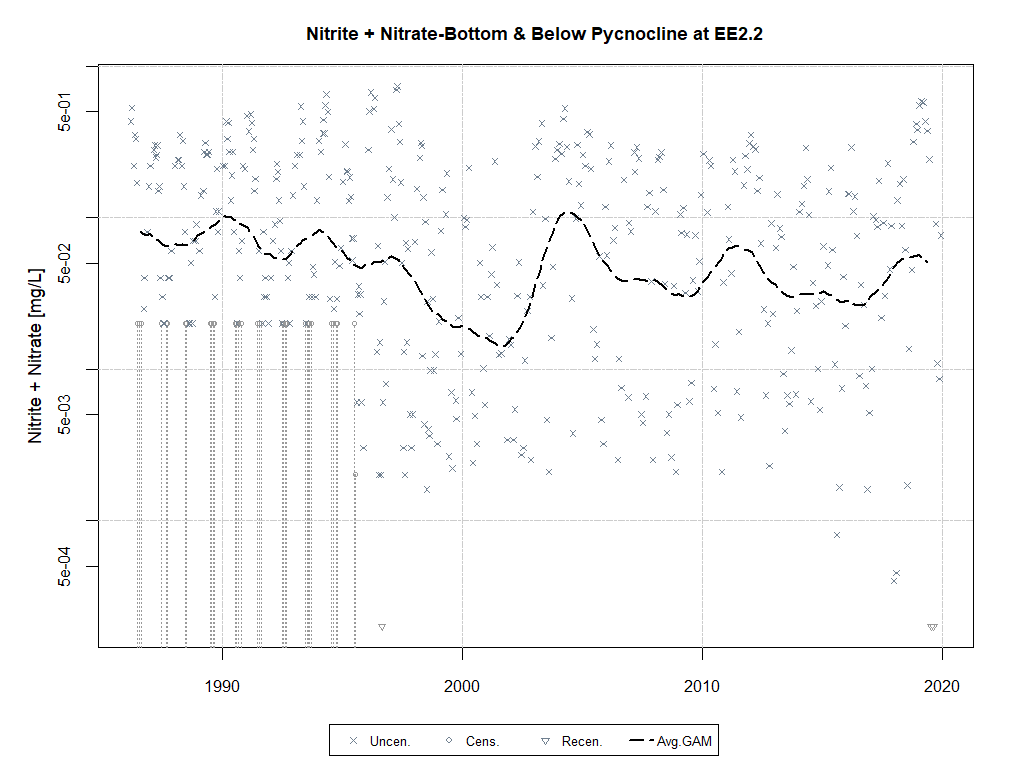 Nitrite + Nitrate-Bottom & Below Pycnocline at EE2.2
Nitrite + Nitrate [mg/L]
5e-01
5e-02
5e-03
5e-04
1990 2000 2010 2020
Uncen. Cens. Recen. Avg.GAM